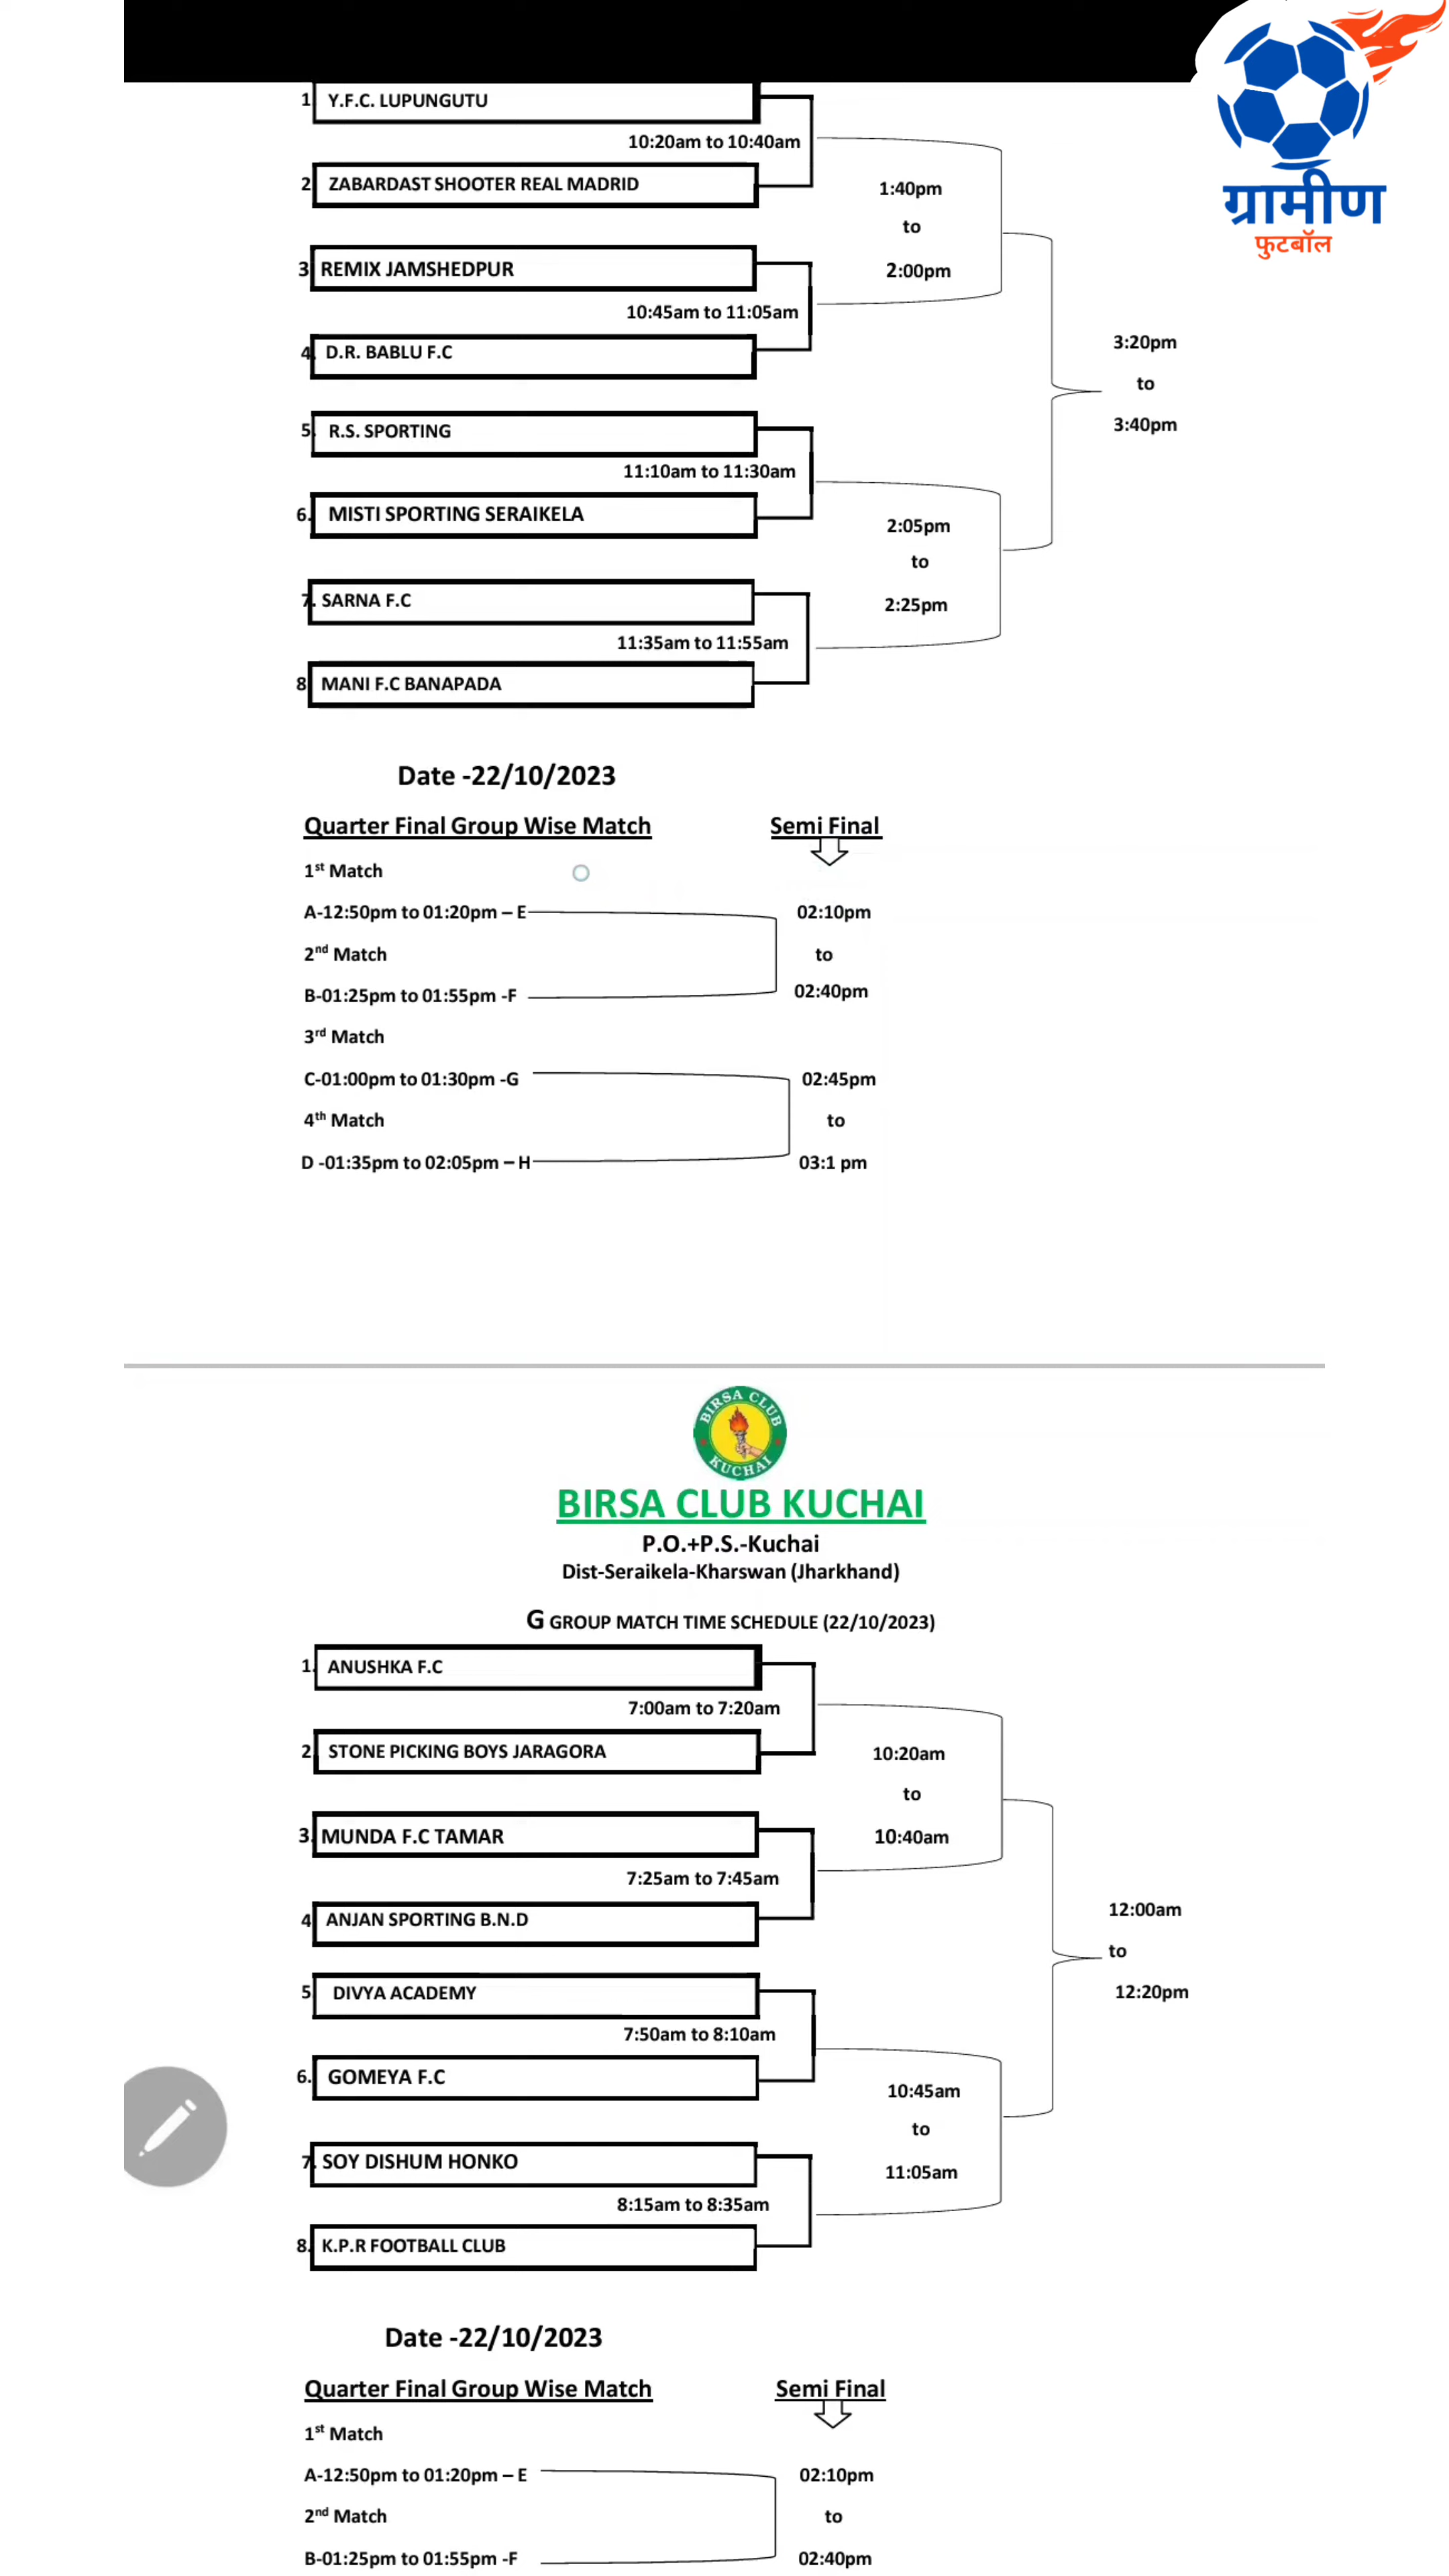 ग्रामीण
फुटबॉल
1 Y.F.C. LUPUNGUTU
10:20am to 10:40am
2 ZABARDAST SHOOTER REAL MADRID
1:40pm
to
2:00pm
3 REMIX JAMSHEDPUR
10:45am to 11:05am
4. D.R. BABLU F.C
3:20pm
to
3:40pm
5. R.S. SPORTING
11:10am to 11:30am
6. MISTI SPORTING SERAIKELA
2:05pm
to
2:25pm
7. SARNA F.C
11:35am to 11:55am
8 MANI F.C BANAPADA
Date -22/10/2023
Quarter Final Group Wise Match Semi Final
1st Match
A-12:50pm to 01:20pm – E 02:10pm
2nd Match to
B-01:25pm to 01:55pm -F 02:40pm
3rd Match
C-01:00pm to 01:30pm -G 02:45pm
4th Match to
D -01:35pm to 02:05pm – H 03:1 pm
BIRSA CLUB
KUCHAI
BIRSA CLUB KUCHAI
P.O.+P.S.-Kuchai
Dist-Seraikela-Kharswan (Jharkhand)
G GROUP MATCH TIME SCHEDULE (22/10/2023)
1. ANUSHKA F.C
7:00am to 7:20am
2 STONE PICKING BOYS JARAGORA
10:20am
to
10:40am
3. MUNDA F.C TAMAR
7:25am to 7:45am
4 ANJAN SPORTING B.N.D
12:00am
to
12:20pm
5 DIVYA ACADEMY
7:50am to 8:10am
6. GOMEYA F.C
10:45am
to
11:05am
7. SOY DISHUM HONKO
8:15am to 8:35am
8. K.P.R FOOTBALL CLUB
Date -22/10/2023
Quarter Final Group Wise Match Semi Final
1st Match
A-12:50pm to 01:20pm – E 02:10pm
2nd Match to
B-01:25pm to 01:55pm -F 02:40pm